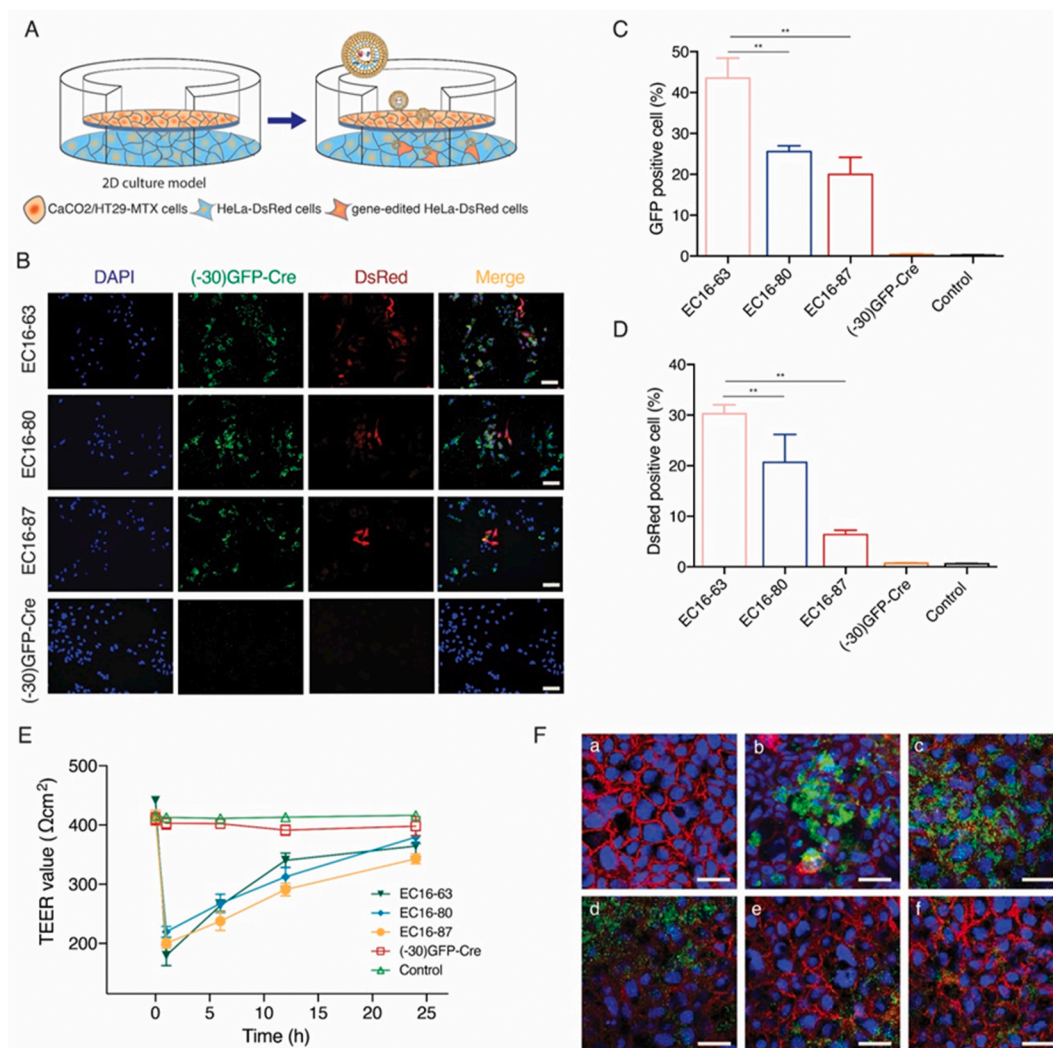 A
2D culture model
CaCO2/HT29-MTX cells
HeLa-DsRed cells
gene-edited HeLa-DsRed cells
B
DAPI
(-30)GFP-Cre
DsRed
Merge
EC16-63
EC16-80
EC16-87
(-30)GFP-Cre
C
GFP positive cell (%)
50
40
30
20
10
0
**
**
EC16-63
EC16-80
EC16-87
(-30)GFP-Cre
Control
D
DsRed positive cell (%)
40
30
20
10
0
**
**
EC16-63
EC16-80
EC16-87
(-30)GFP-Cre
Control
E
TEER value (Ωcm²)
500
400
300
200
0
5
10
15
20
25
Time (h)
EC16-63
EC16-80
EC16-87
(-30)GFP-Cre
Control
F
a
b
c
d
e
f